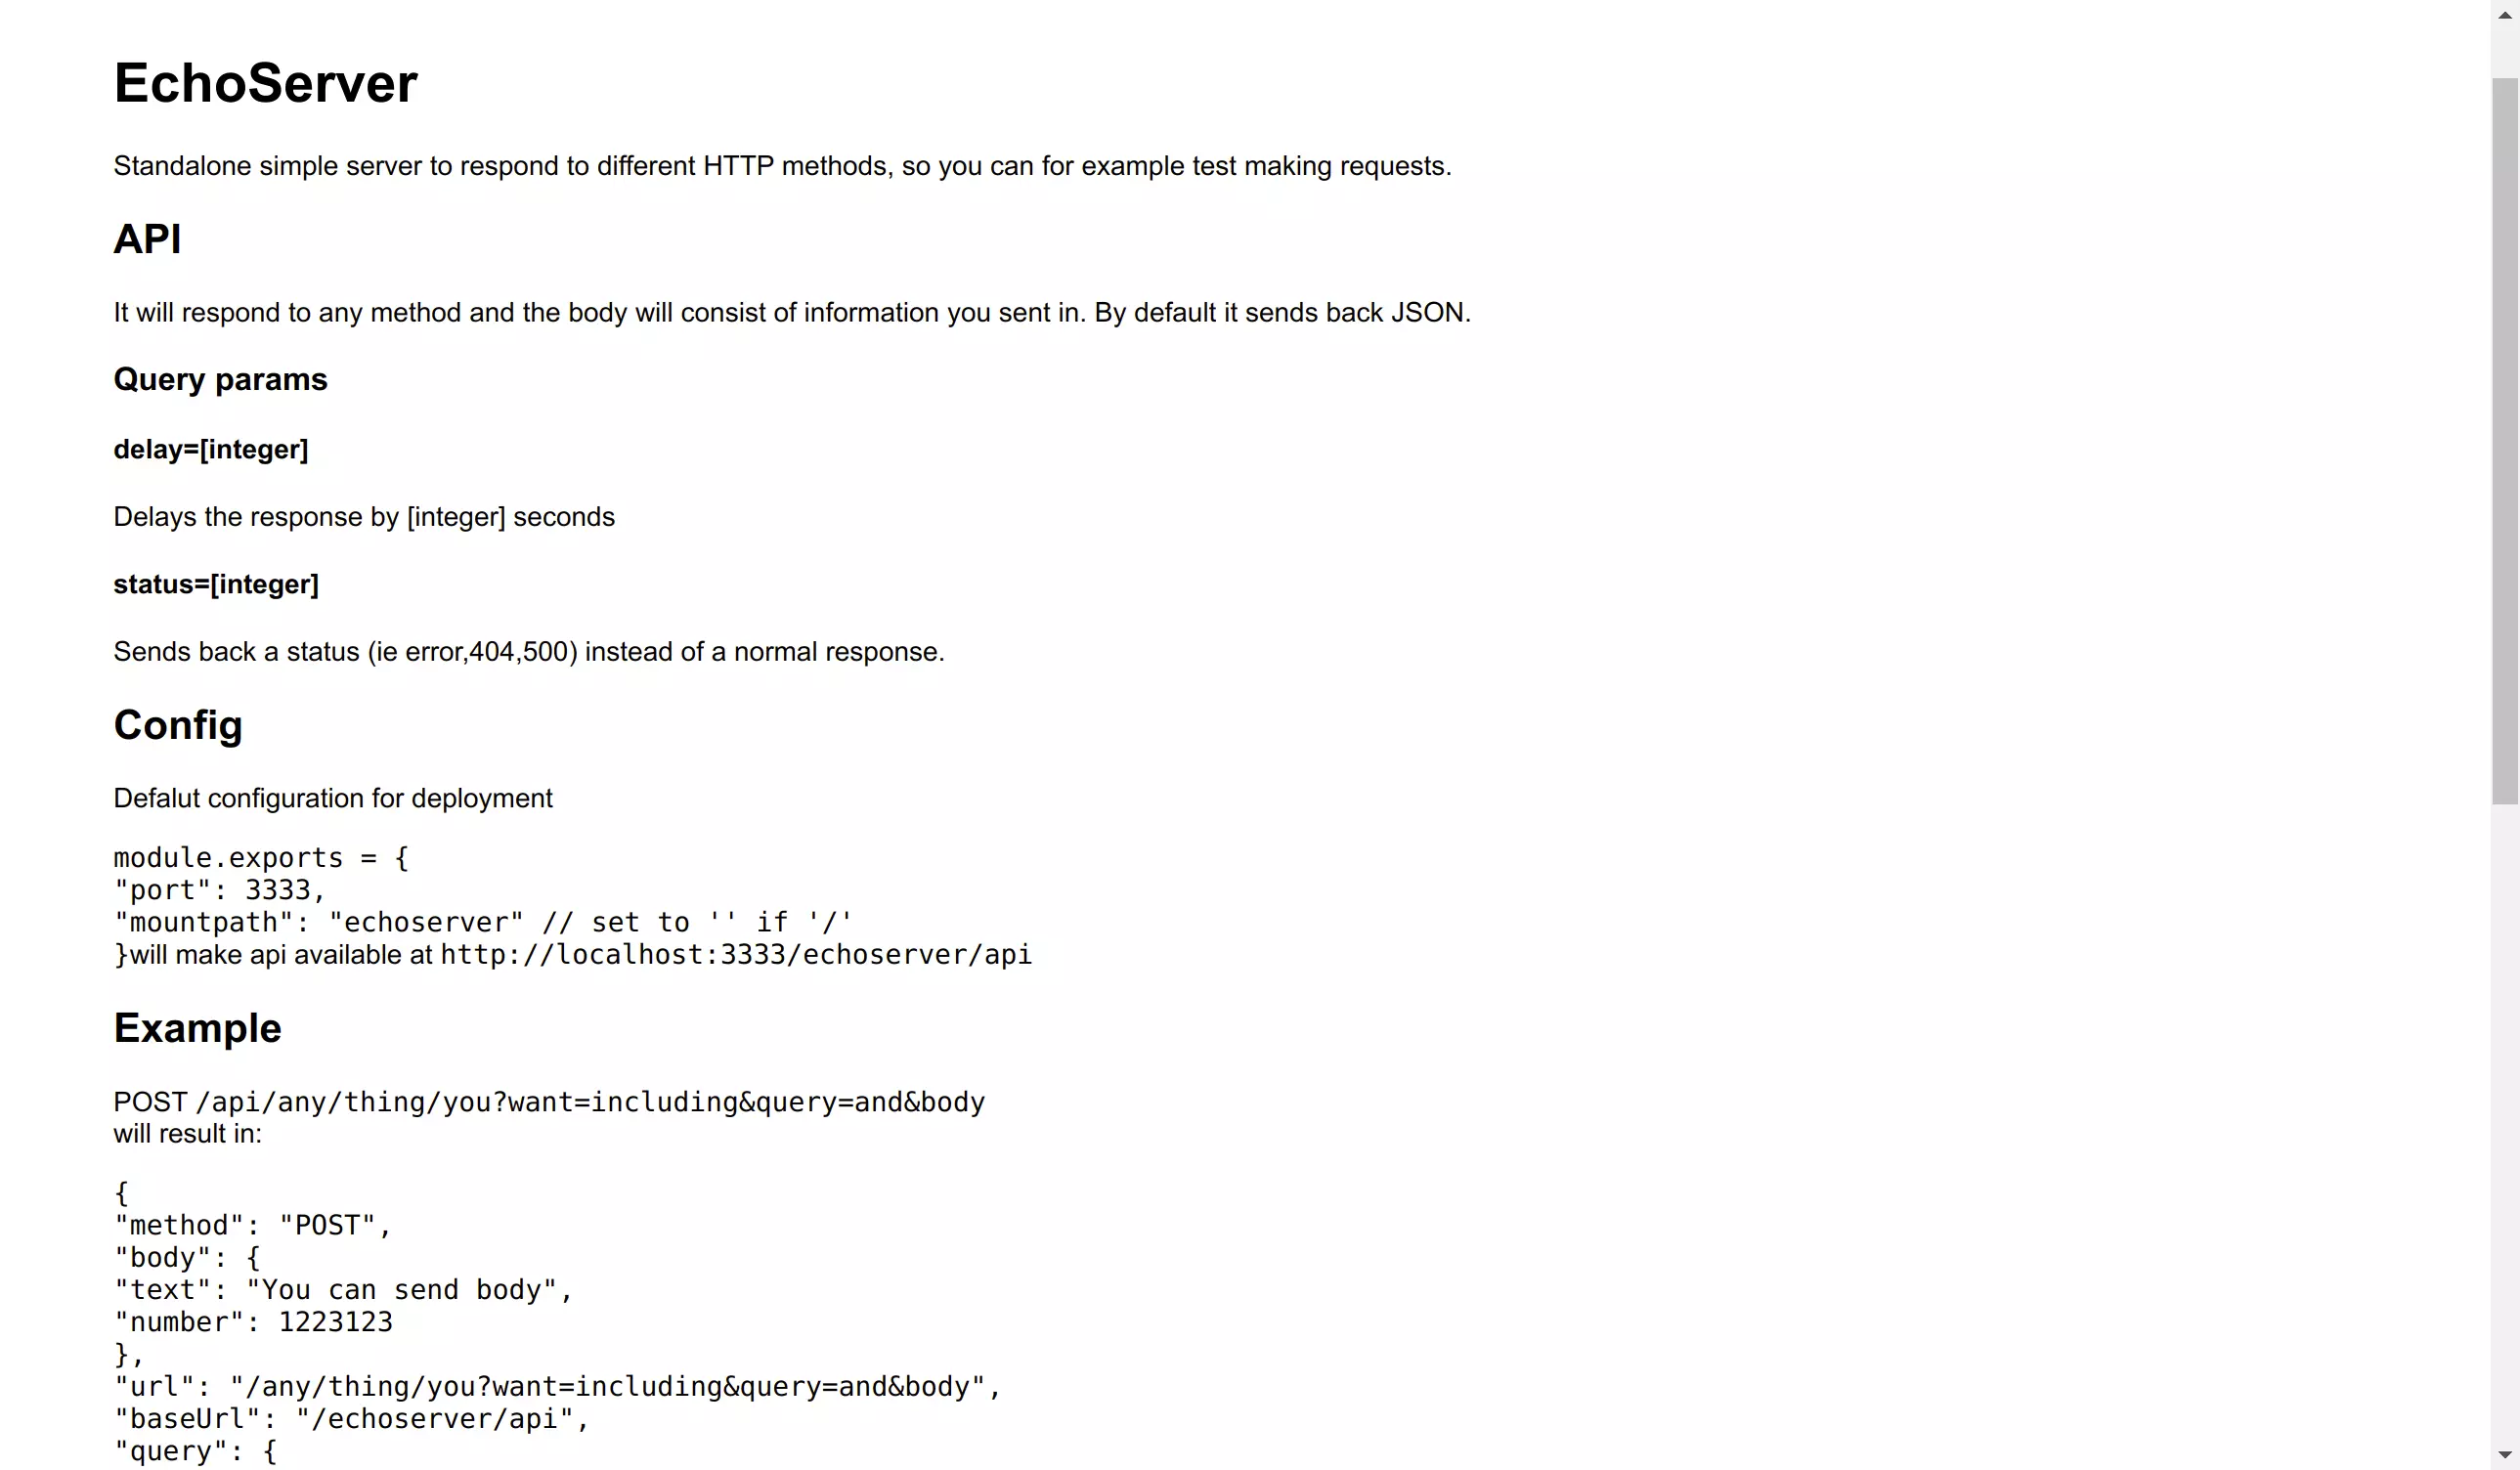 EchoServer
Standalone simple server to respond to different HTTP methods, so you can for example test making requests.
API
It will respond to any method and the body will consist of information you sent in. By default it sends back JSON.
Query params
delay=[integer]
Delays the response by [integer] seconds
status=[integer]
Sends back a status (ie error,404,500) instead of a normal response.
Config
Defalut configuration for deployment
module.exports = {
"port": 3333,
"mountpath": "echoserver" // set to '' if '/'
}will make api available at http://localhost:3333/echoserver/api
Example
POST /api/any/thing/you?want=including&query=and&body
will result in:
{
"method": "POST",
"body": {
"text": "You can send body",
"number": 1223123
},
"url": "/any/thing/you?want=including&query=and&body",
"baseUrl": "/echoserver/api",
"query": {